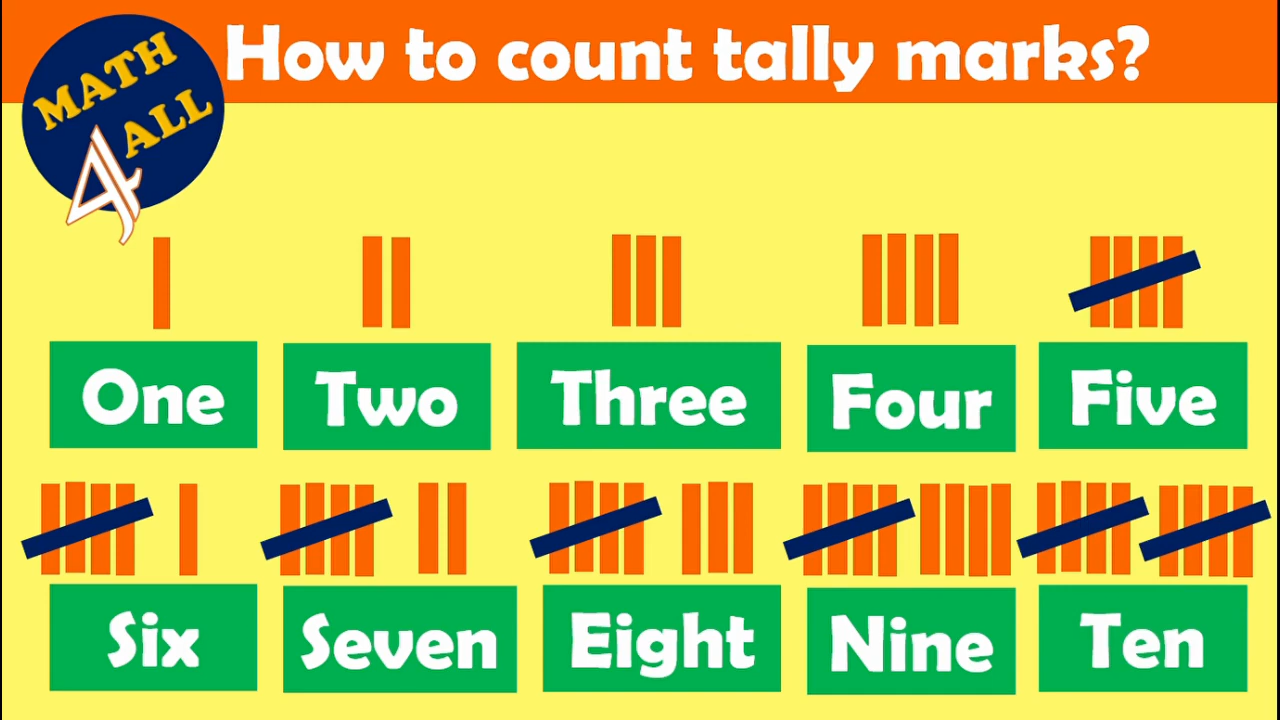 MATH
4 ALL
How to count tally marks?
One Two Three Four Five
Six Seven Eight Nine Ten